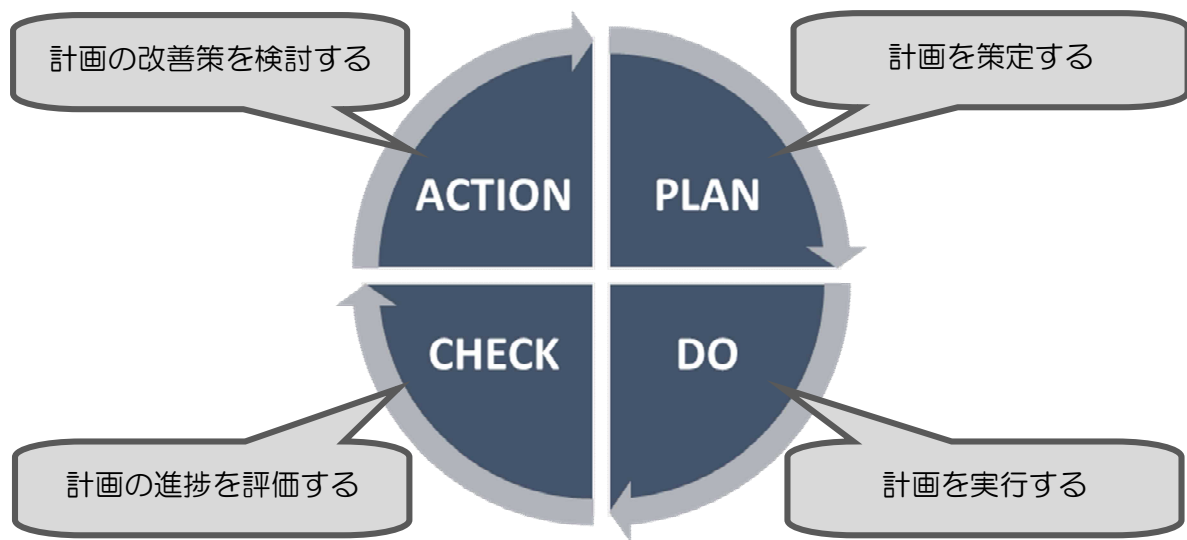 計画の改善策を検討する
計画を策定する
ACTION
PLAN
CHECK
DO
計画の進捗を評価する
計画を実行する